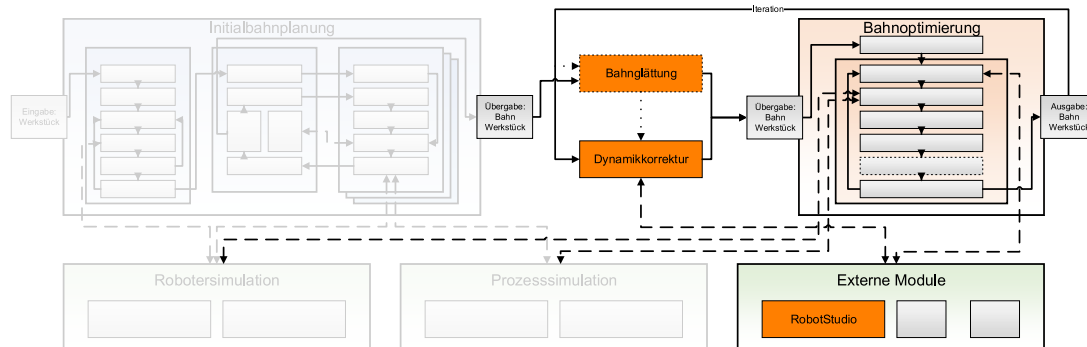 Iteration
Initialbahnplanung
Bahnoptimierung
Eingabe:
Werkstück
Übergabe:
Bahn
Werkstück
Bahnglättung
Dynamikkorrektur
Übergabe:
Bahn
Werkstück
Ausgabe:
Bahn
Werkstück
Robotersimulation
Prozesssimulation
Externe Module
RobotStudio